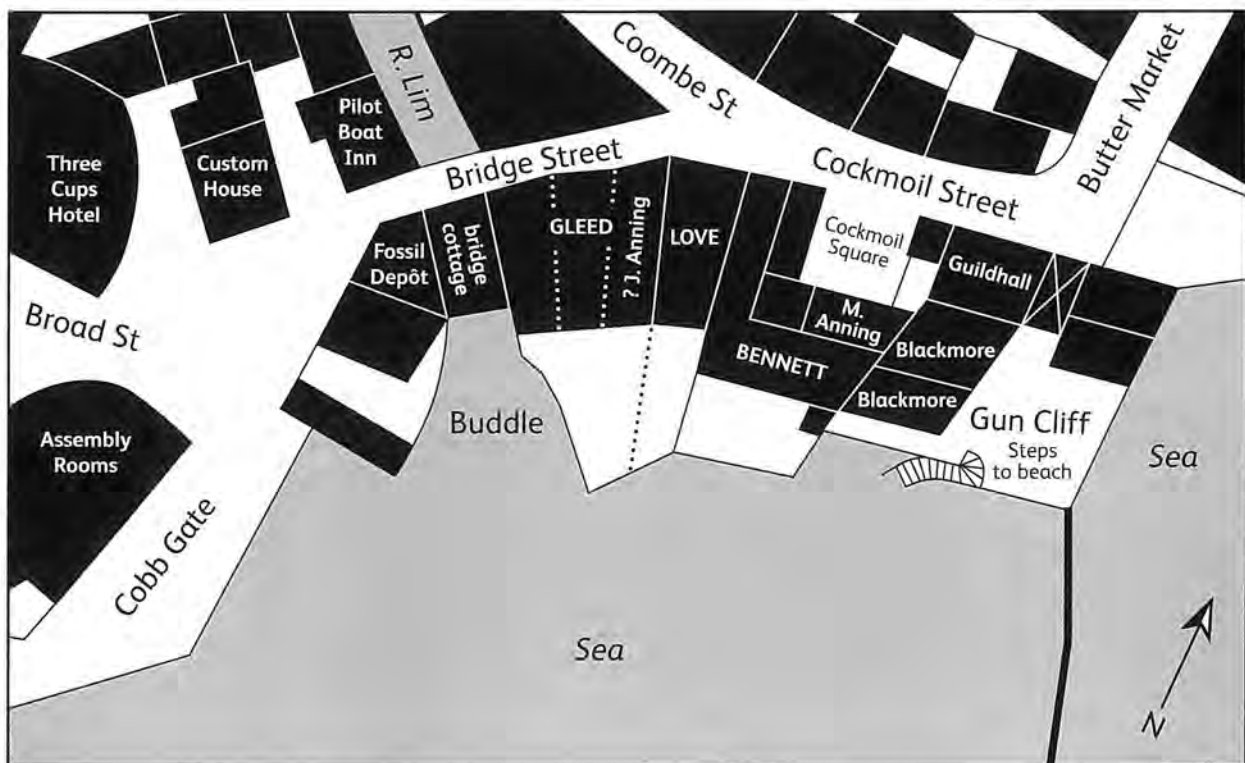 R. Lim
Coombe St
Butter Market
Pilot
Boat
Inn
Three
Cups
Hotel
Custom
House
Bridge Street
Cockmoil Street
Fossil
Depôt
bridge
cottage
GLEED
? J. Anning
LOVE
Cockmoil
Square
Guildhall
M.
Anning
Broad St
BENNETT
Blackmore
Blackmore
Buddle
Gun Cliff
Steps
to beach
Sea
Assembly
Rooms
Cobb Gate
Sea
N